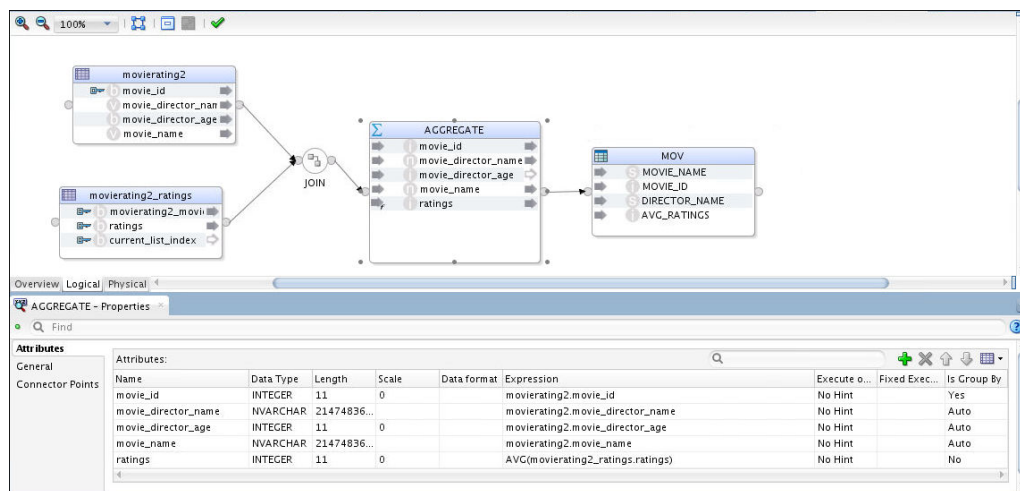 100%
movierating2
movie_id
movie_director_nam
movie_director_age
movie_name
movierating2_ratings
movierating2_movi
ratings
current_list_index
JOIN
AGGREGATE
movie_id
movie_director_name
movie_director_age
movie_name
ratings
MOV
MOVIE_NAME
MOVIE_ID
DIRECTOR_NAME
AVG_RATINGS
Overview Logical Physical
AGGREGATE - Properties
Find
Attributes
General
Connector Points
Attributes:
Name Data Type Length Scale Data format Expression Execute o... Fixed Exec... Is Group By
movie_id INTEGER 11 0 movierating2.movie_id No Hint Yes
movie_director_name NVARCHAR 21474836... movierating2.movie_director_name No Hint Auto
movie_director_age INTEGER 11 0 movierating2.movie_director_age No Hint Auto
movie_name NVARCHAR 21474836... movierating2.movie_name No Hint Auto
ratings INTEGER 11 0 AVG(movierating2_ratings.ratings) No Hint No